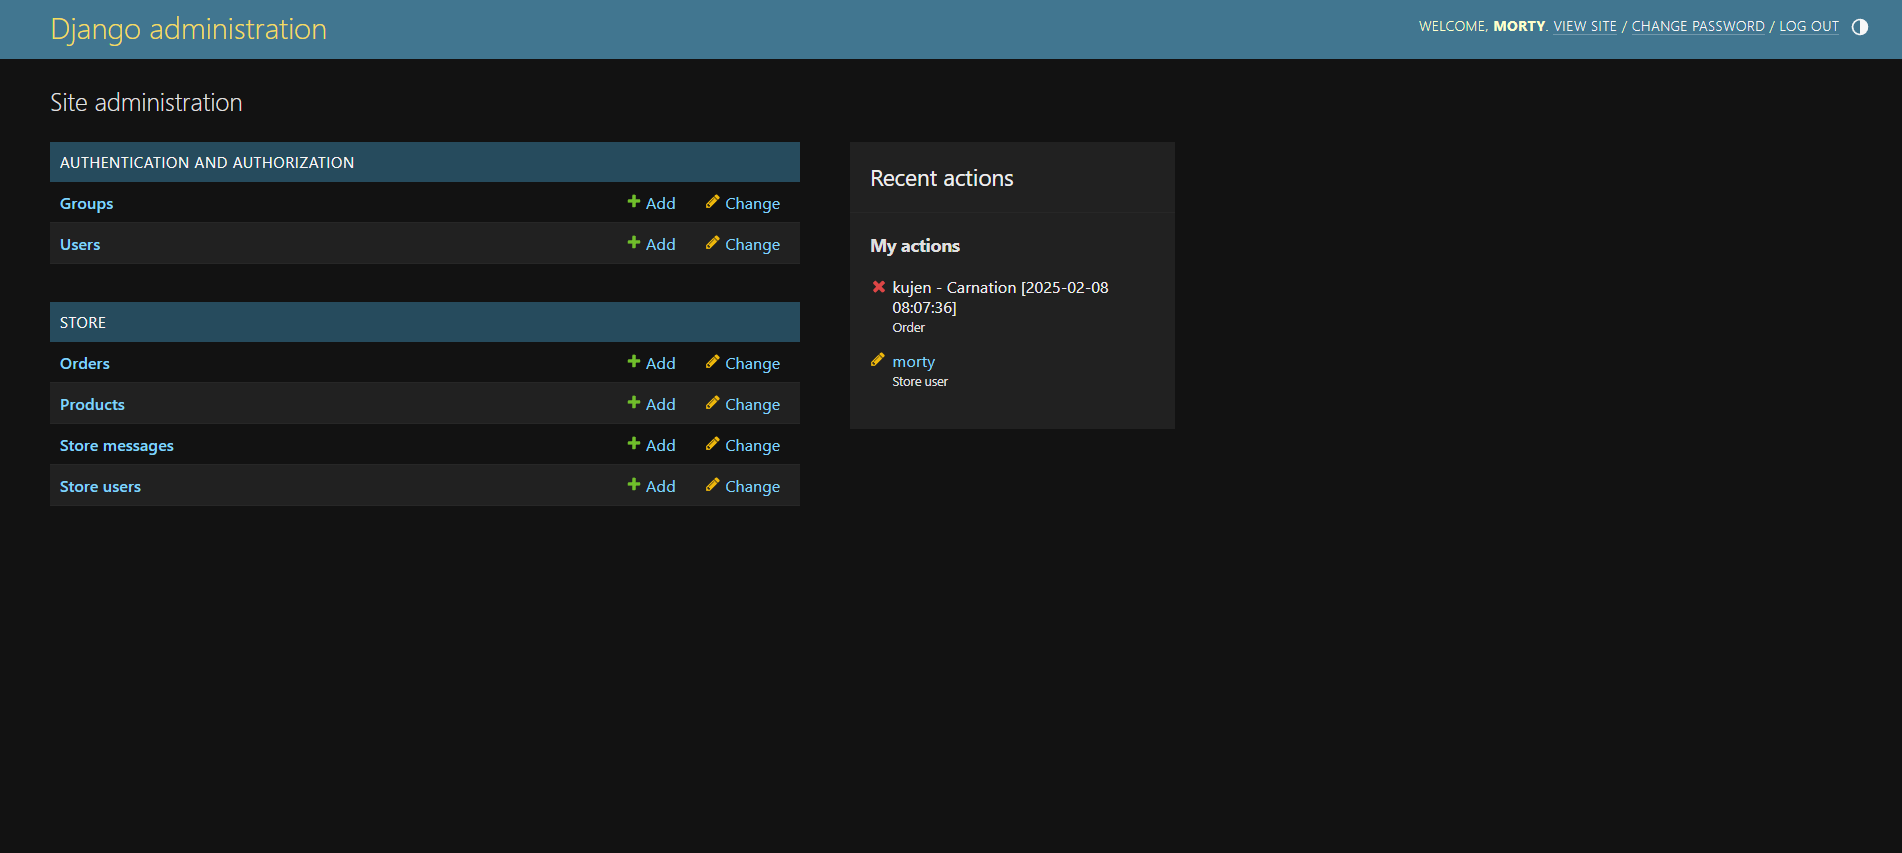 Django administration
WELCOME, MORTY. VIEW SITE / CHANGE PASSWORD / LOG OUT
Site administration
AUTHENTICATION AND AUTHORIZATION
Groups Add Change
Users Add Change
STORE
Orders Add Change
Products Add Change
Store messages Add Change
Store users Add Change
Recent actions
My actions
kujen - Carnation [2025-02-08
08:07:36]
Order
morty
Store user